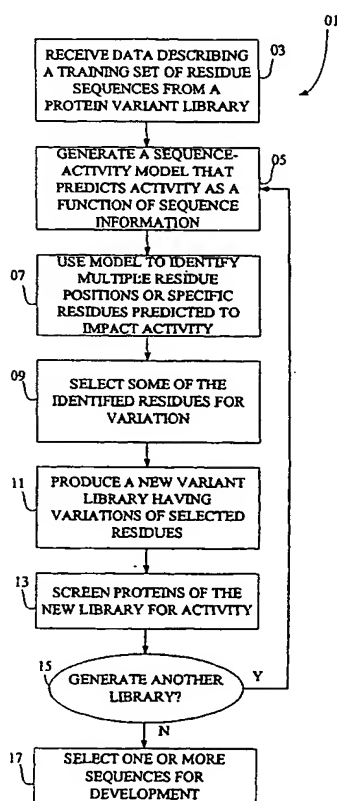 01
RECEIVE DATA DESCRIBING
A TRAINING SET OF RESIDUE
SEQUENCES FROM A
PROTEIN VARIANT LIBRARY
03
GENERATE A SEQUENCE-
ACTIVITY MODEL THAT
PREDICTS ACTIVITY AS A
FUNCTION OF SEQUENCE
INFORMATION
05
07
USE MODEL TO IDENTIFY
MULTIPLE RESIDUE
POSITIONS OR SPECIFIC
RESIDUES PREDICTED TO
IMPACT ACTIVITY
09
SELECT SOME OF THE
IDENTIFIED RESIDUES FOR
VARIATION
11
PRODUCE A NEW VARIANT
LIBRARY HAVING
VARIATIONS OF SELECTED
RESIDUES
13
SCREEN PROTEINS OF THE
NEW LIBRARY FOR ACTIVITY
15
GENERATE ANOTHER
LIBRARY?
Y
N
17
SELECT ONE OR MORE
SEQUENCES FOR
DEVELOPMENT